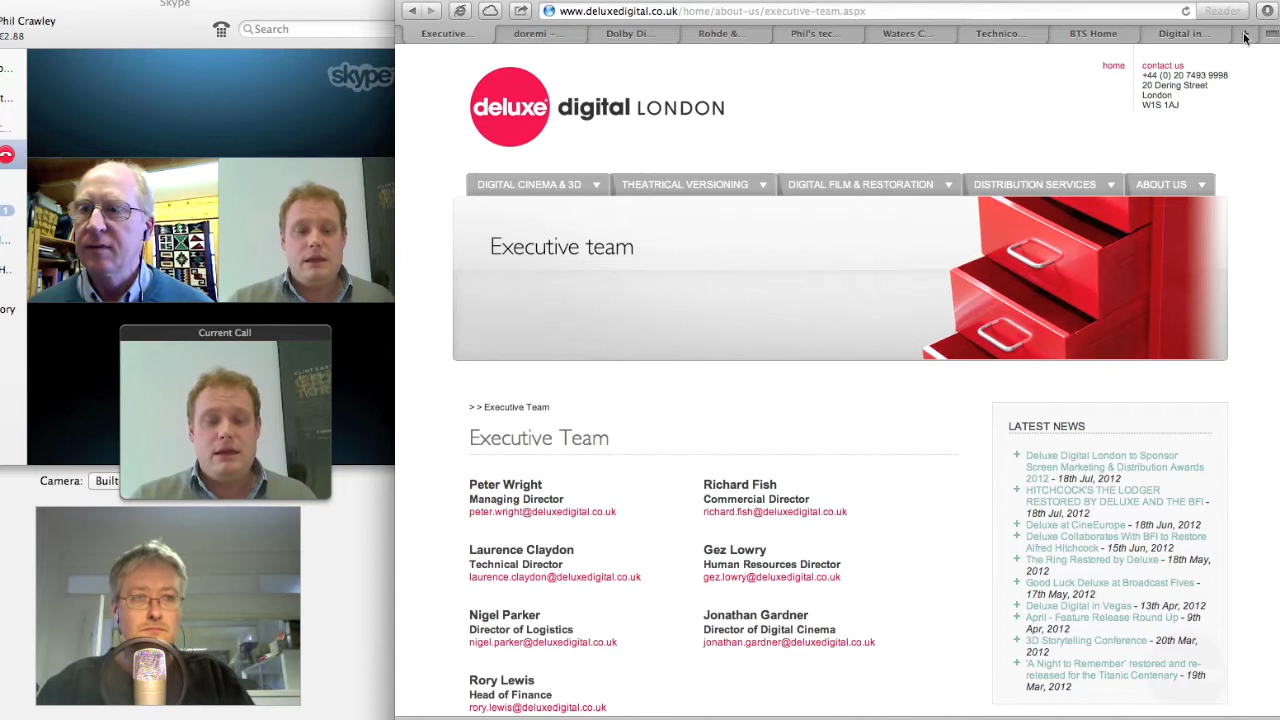 Skype
Phil Crawley
£2.88
Search
skype
Current Call
Camera:
Built
www.deluxedigital.co.uk/home/about-us/executive-team.aspx
Reader
Executive...
doremi –...
Dolby Di...
Rohde &...
Phil's tec...
Waters C...
Technico...
BTS Home
Digital in...
home
contact us
+44 (0) 20 7493 9998
20 Dering Street
London
W1S 1AJ
deluxe digital LONDON
DIGITAL CINEMA & 3D
THEATRICAL VERSIONING
DIGITAL FILM & RESTORATION
DISTRIBUTION SERVICES
ABOUT US
Executive team
> > Executive Team
Executive Team
Peter Wright
Managing Director
peter.wright@deluxedigital.co.uk
Richard Fish
Commercial Director
richard.fish@deluxedigital.co.uk
Laurence Claydon
Technical Director
laurence.claydon@deluxedigital.co.uk
Gez Lowry
Human Resources Director
gez.lowry@deluxedigital.co.uk
Nigel Parker
Director of Logistics
nigel.parker@deluxedigital.co.uk
Jonathan Gardner
Director of Digital Cinema
jonathan.gardner@deluxedigital.co.uk
Rory Lewis
Head of Finance
rory.lewis@deluxedigital.co.uk
LATEST NEWS
Deluxe Digital London to Sponsor
Screen Marketing & Distribution Awards
2012 - 18th Jul, 2012
HITCHCOCK'S THE LODGER
RESTORED BY DELUXE AND THE BFI -
18th Jul, 2012
Deluxe at CineEurope - 18th Jun, 2012
Deluxe Collaborates With BFI to Restore
Alfred Hitchcock - 15th Jun, 2012
The Ring Restored by Deluxe - 18th May,
2012
Good Luck Deluxe at Broadcast Fives -
17th May, 2012
Deluxe Digital in Vegas - 13th Apr, 2012
April - Feature Release Round Up - 9th
Apr, 2012
3D Storytelling Conference - 20th Mar,
2012
'A Night to Remember' restored and re-
released for the Titanic Centenary - 19th
Mar, 2012